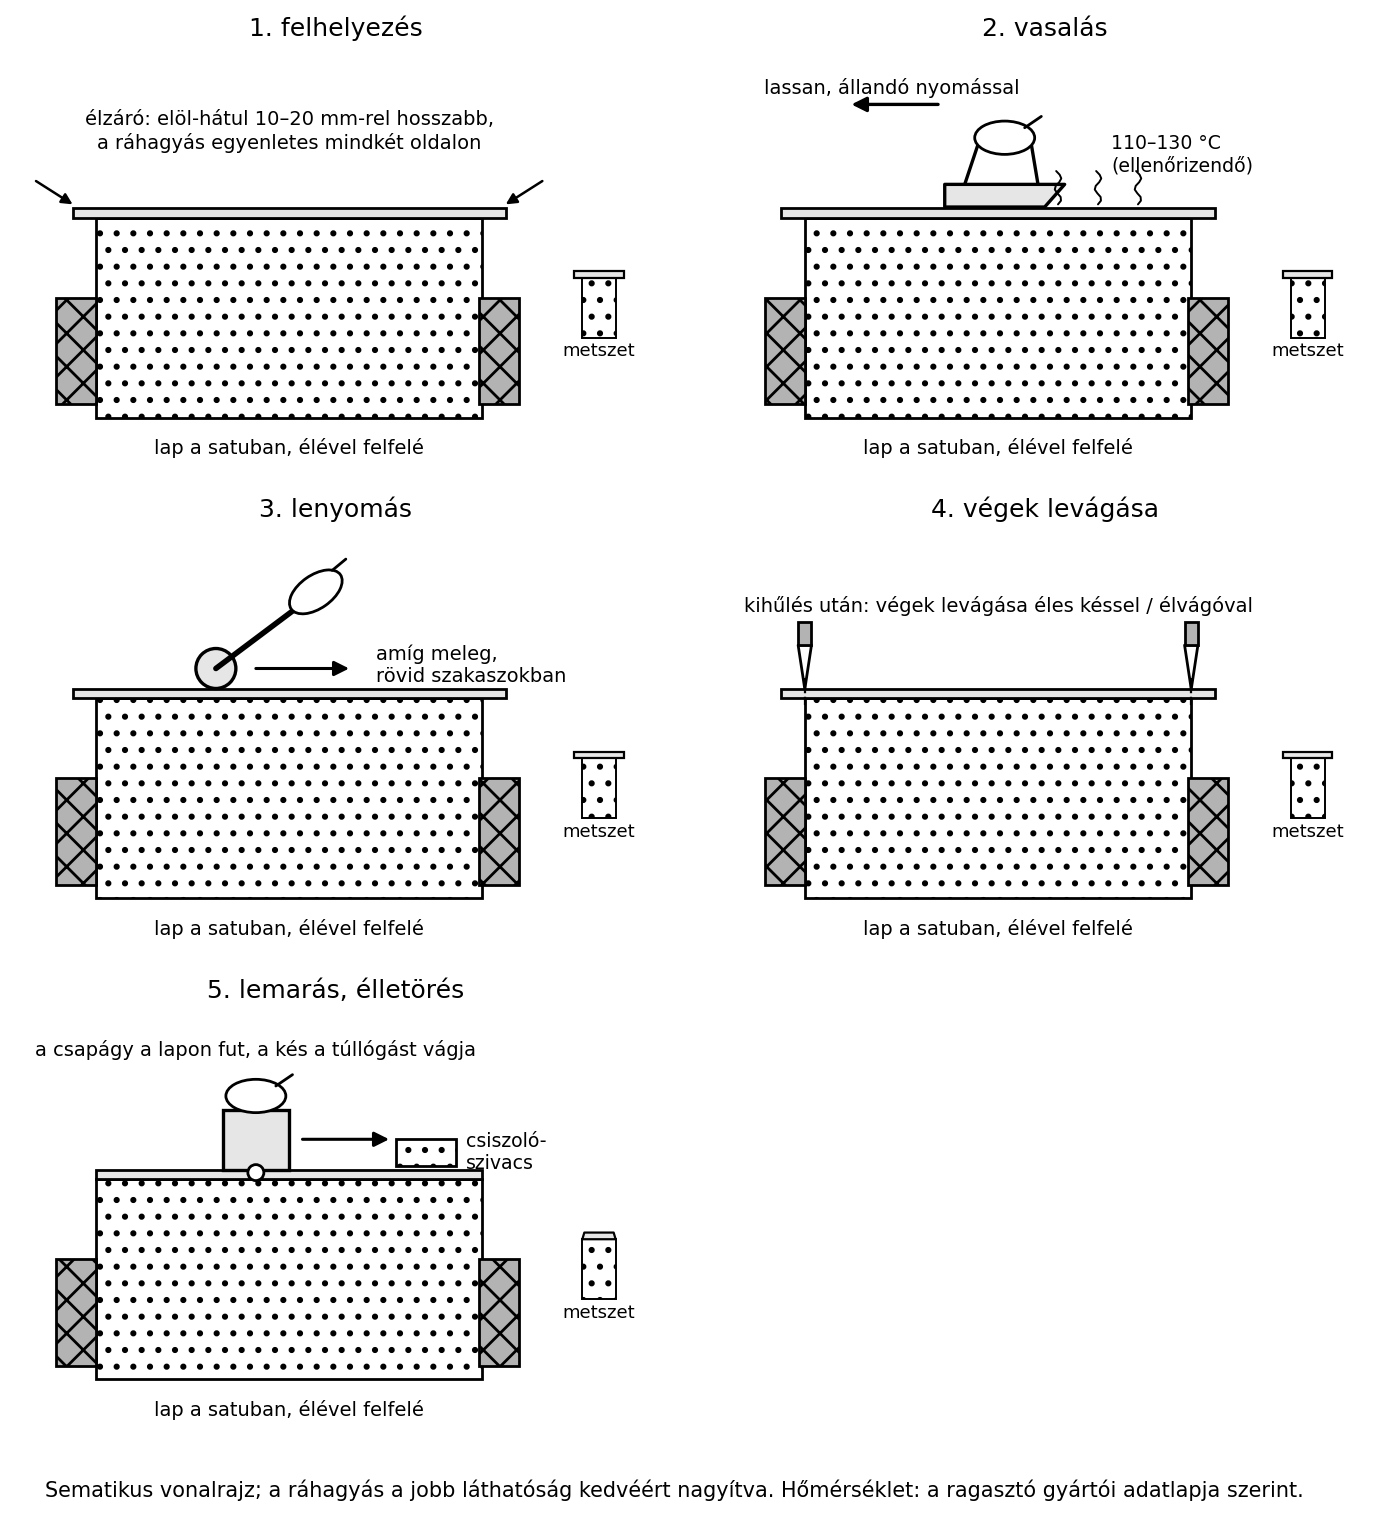 1. felhelyezés
élzáró: elöl-hátul 10–20 mm-rel hosszabb,
a ráhagyás egyenletes mindkét oldalon
metszet
lap a satuban, élével felfelé
2. vasalás
lassan, állandó nyomással
110–130 °C
(ellenőrizendő)
metszet
lap a satuban, élével felfelé
3. lenyomás
amíg meleg,
rövid szakaszokban
metszet
lap a satuban, élével felfelé
4. végek levágása
kihűlés után: végek levágása éles késsel / élvágóval
metszet
lap a satuban, élével felfelé
5. lemarás, élletörés
a csapágy a lapon fut, a kés a túllógást vágja
csiszoló-
szivacs
metszet
lap a satuban, élével felfelé
Sematikus vonalrajz; a ráhagyás a jobb láthatóság kedvéért nagyítva. Hőmérséklet: a ragasztó gyártói adatlapja szerint.